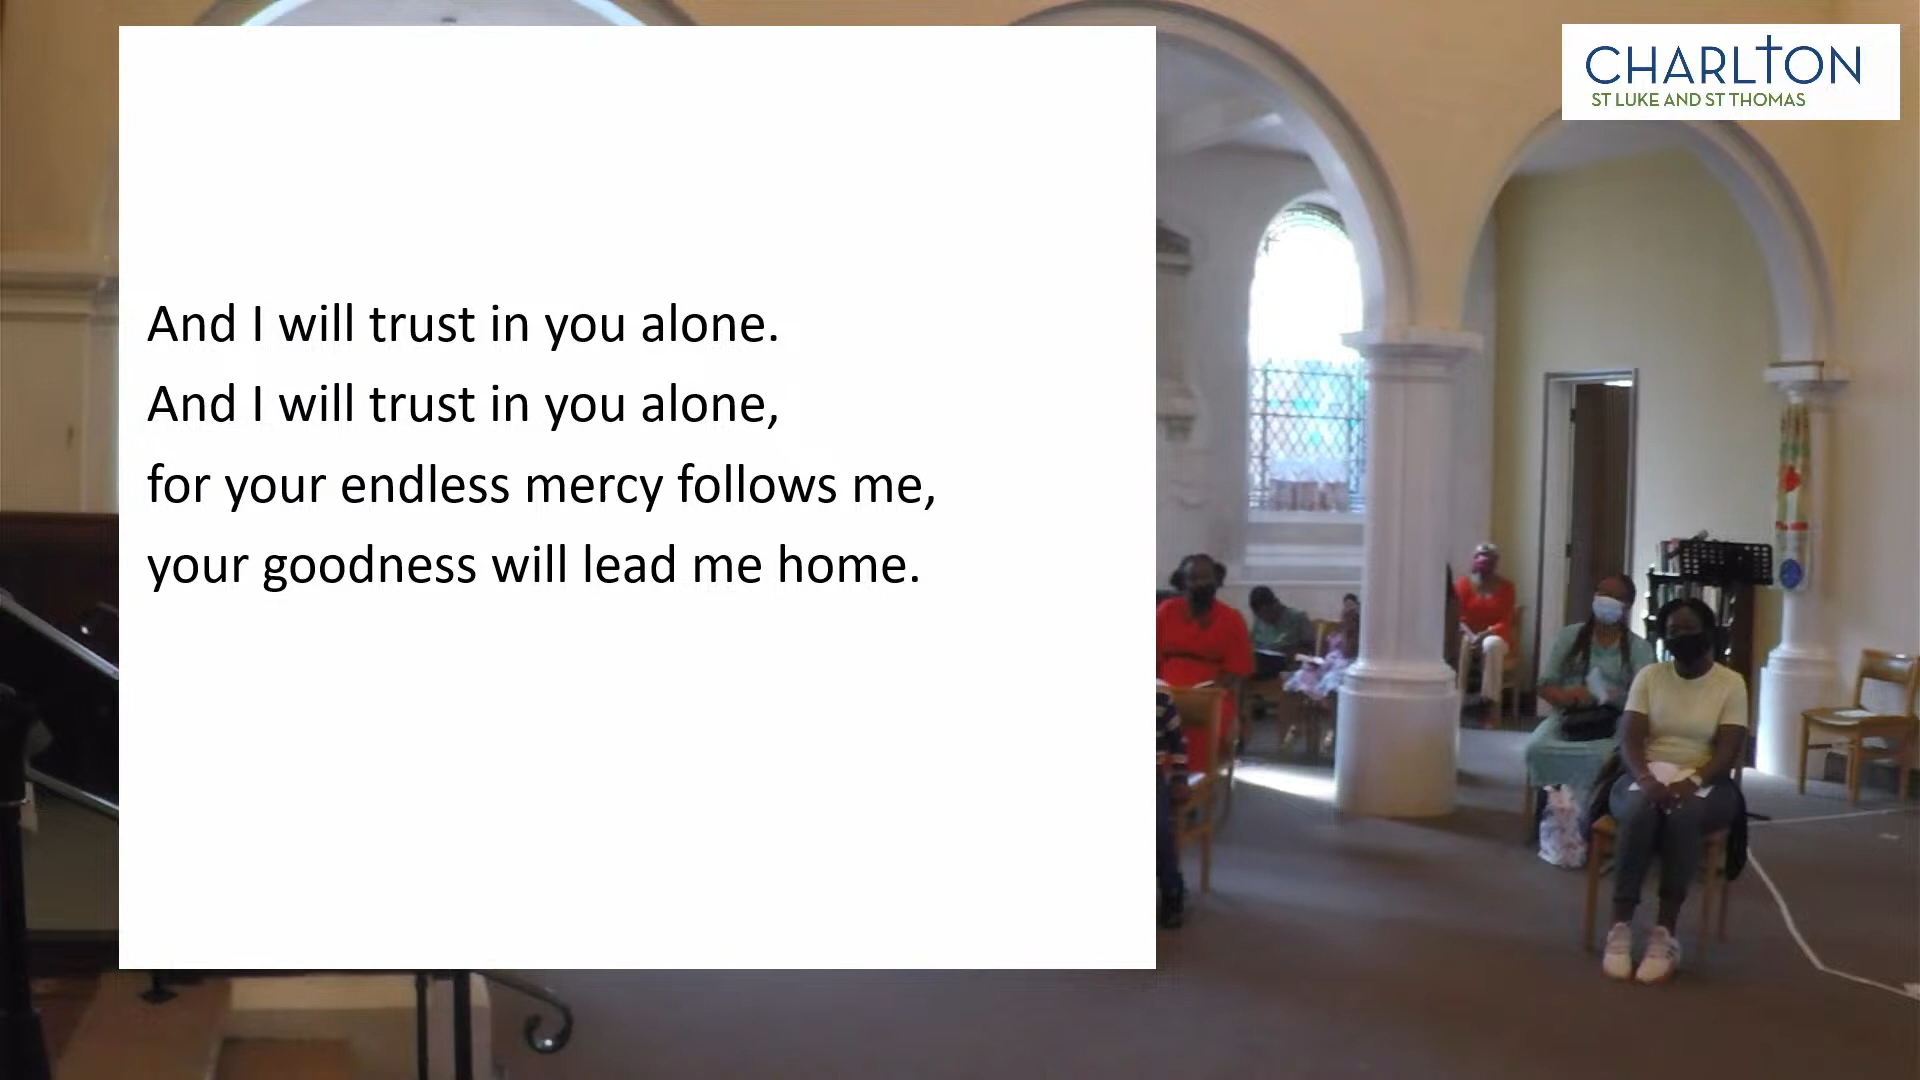 CHARLTON
ST LUKE AND ST THOMAS
And I will trust in you alone.
And I will trust in you alone,
for your endless mercy follows me,
your goodness will lead me home.